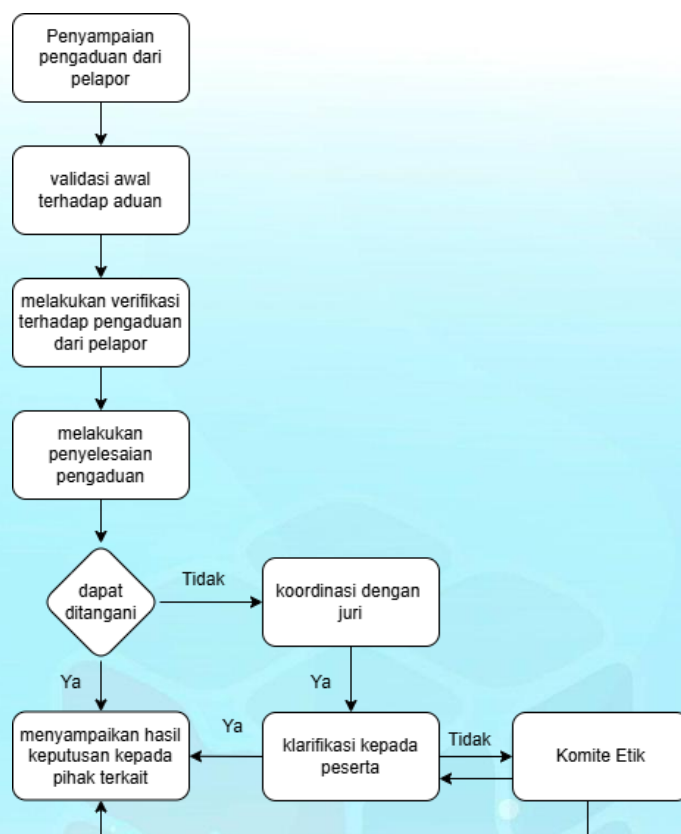 Penyampaian
pengaduan dari
pelapor
validasi awal
terhadap aduan
melakukan verifikasi
terhadap pengaduan
dari pelapor
melakukan
penyelesaian
pengaduan
dapat
ditangani
Tidak
koordinasi dengan
juri
Ya
Ya
menyampaikan hasil
keputusan kepada
pihak terkait
Ya
klarifikasi kepada
peserta
Tidak
Komite Etik